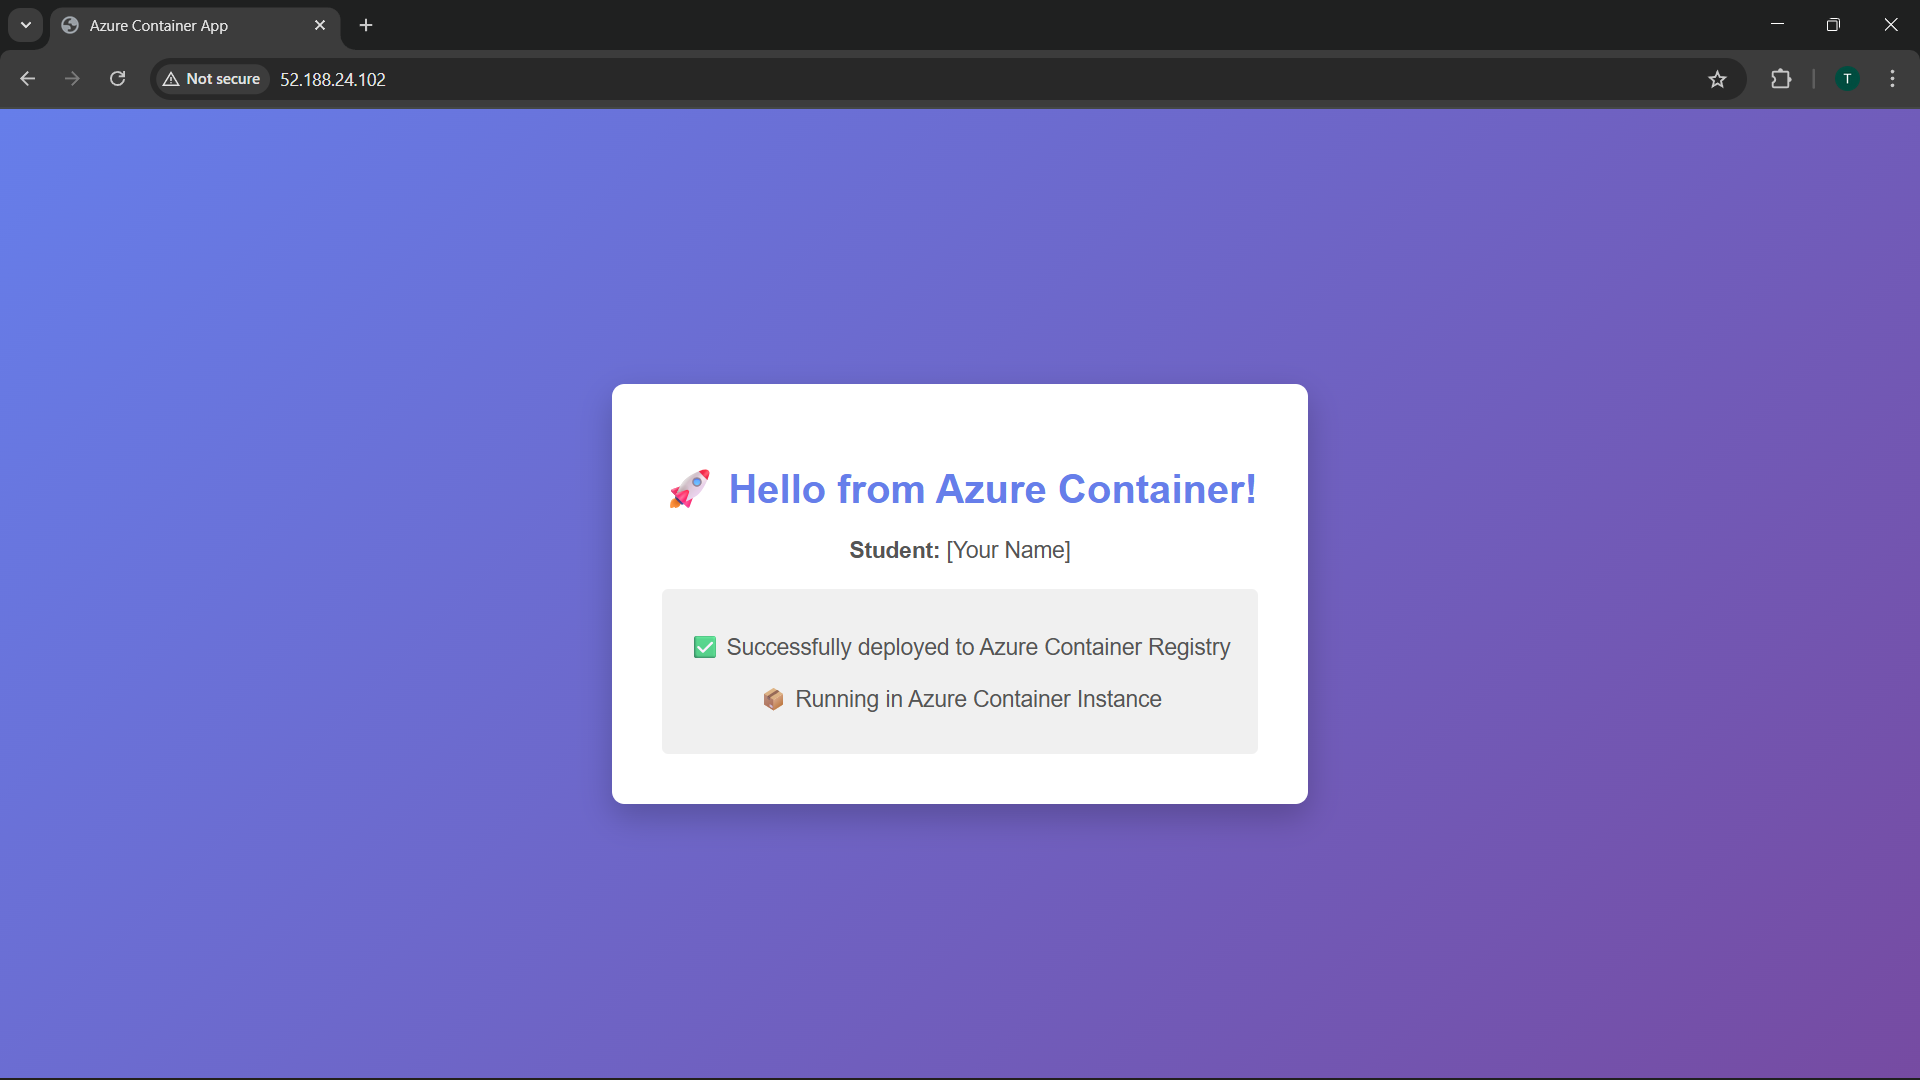 Azure Container App
Not secure
52.188.24.102
T
🚀 Hello from Azure Container!
Student: [Your Name]
✅ Successfully deployed to Azure Container Registry
📦 Running in Azure Container Instance